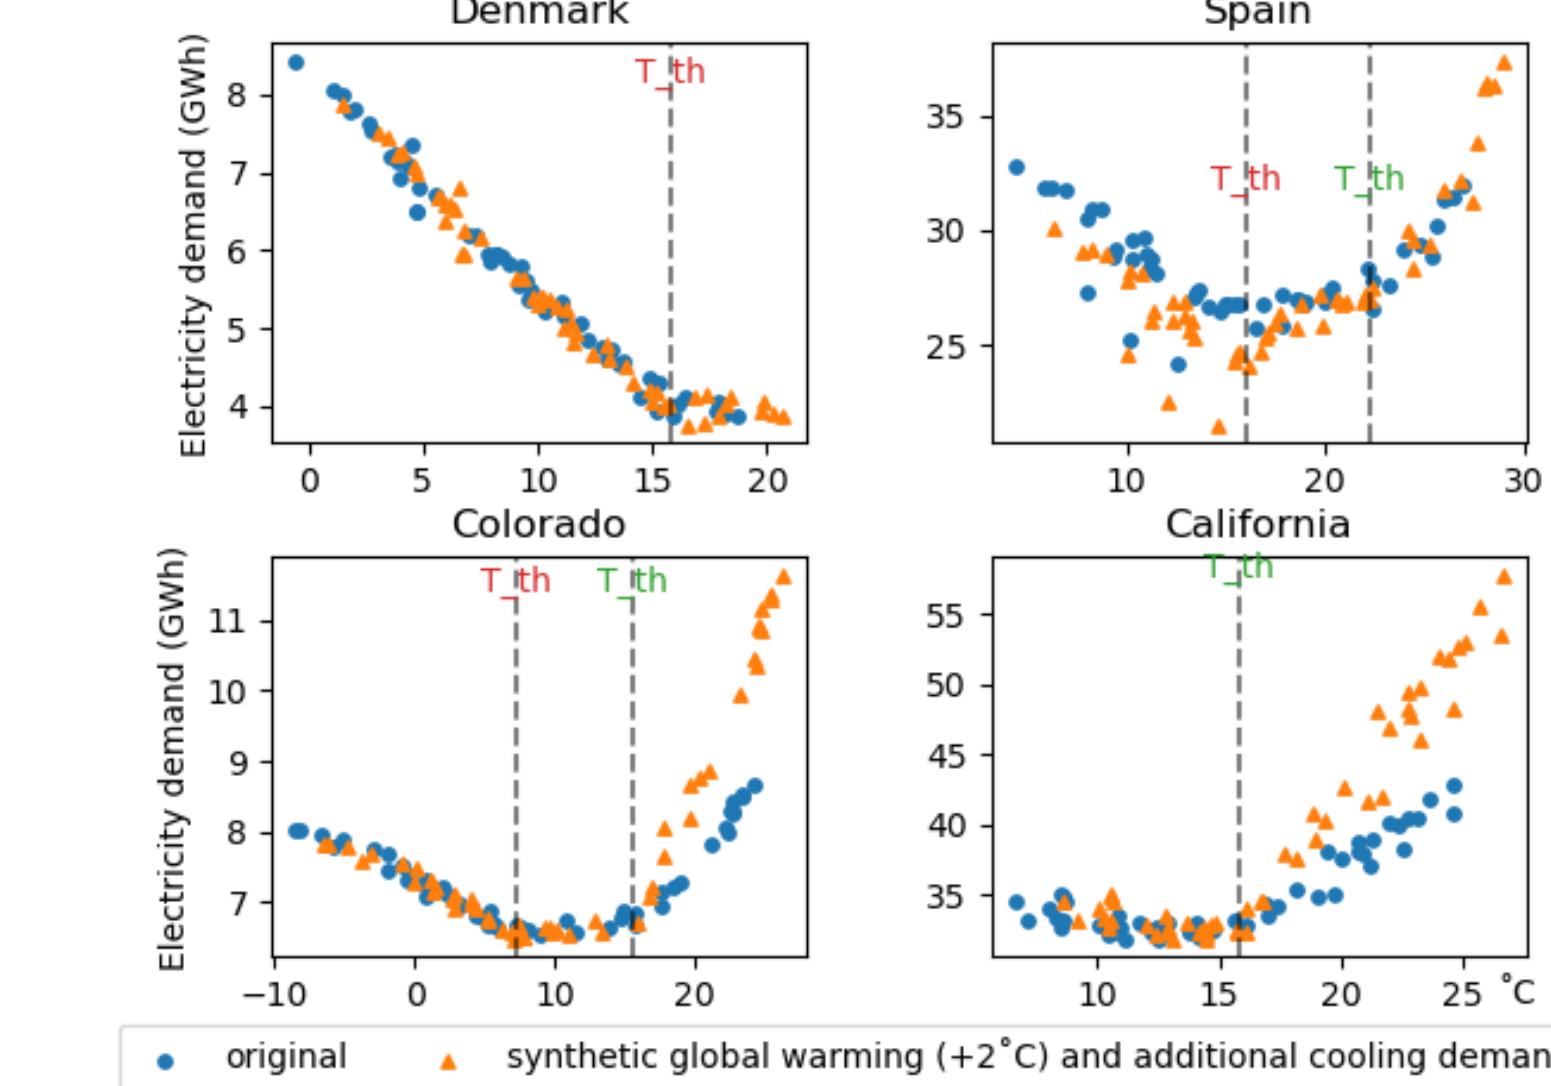 Denmark
Spain
Electricity demand (GWh)
8
7
6
5
4
T_th
0 5 10 15 20
35
30
25
T_th T_th
10 20 30
Colorado
California
Electricity demand (GWh)
11
10
9
8
7
T_th T_th
−10 0 10 20
55
50
45
40
35
T_th
10 15 20 25 ˚C
original
synthetic global warming (+2˚C) and additional cooling deman